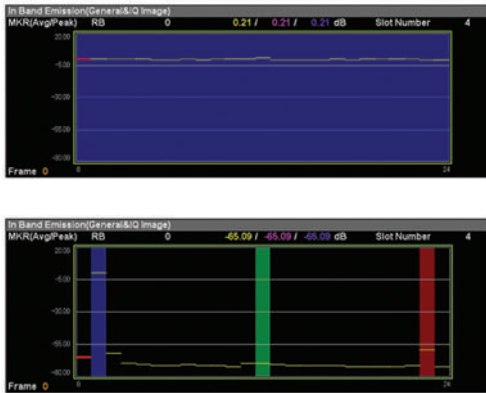 In Band Emission(General&IQ Image)
MKR(Avg/Peak) RB 0 0.21 / 0.21 / 0.21 dB Slot Number 4
20.00
-5.00
-30.00
-55.00
-80.00
Frame 0 0 24
In Band Emission(General&IQ Image)
MKR(Avg/Peak) RB 0 -65.09 / -65.09 / -65.09 dB Slot Number 4
20.00
-5.00
-30.00
-55.00
-80.00
Frame 0 0 24